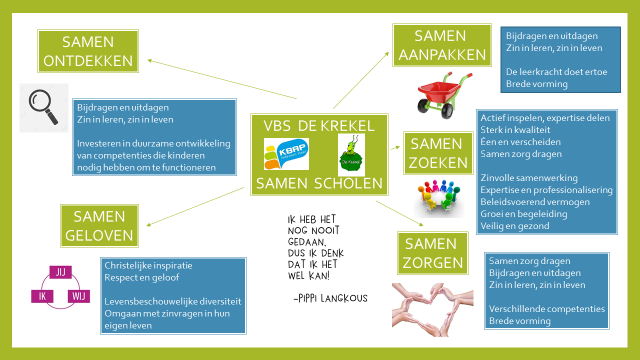 SAMEN
ONTDEKKEN
Bijdragen en uitdagen
Zin in leren, zin in leven
Investeren in duurzame ontwikkeling
van competenties die kinderen
nodig hebben om te functioneren
SAMEN
GELOVEN
JIJ
IK
WIJ
Christelijke inspiratie
Respect en geloof
Levensbeschouwelijke diversiteit
Omgaan met zinvragen in hun
eigen leven
VBS DE KREKEL
KBRP
De Krekel
SAMEN SCHOLEN
IK HEB HET
NOG NOOIT
GEDAAN,
DUS IK DENK
DAT IK HET
WEL KAN!
-PIPPI LANGKOUS
SAMEN
AANPAKKEN
Bijdragen en uitdagen
Zin in leren, zin in leven
De leerkracht doet ertoe
Brede vorming
SAMEN
ZOEKEN
Actief inspelen, expertise delen
Sterk in kwaliteit
Één en verscheiden
Samen zorg dragen
Zinvolle samenwerking
Expertise en professionalisering
Beleidsvoerend vermogen
Groei en begeleiding
Veilig en gezond
SAMEN
ZORGEN
Samen zorg dragen
Bijdragen en uitdagen
Zin in leren, zin in leven
Verschillende competenties
Brede vorming